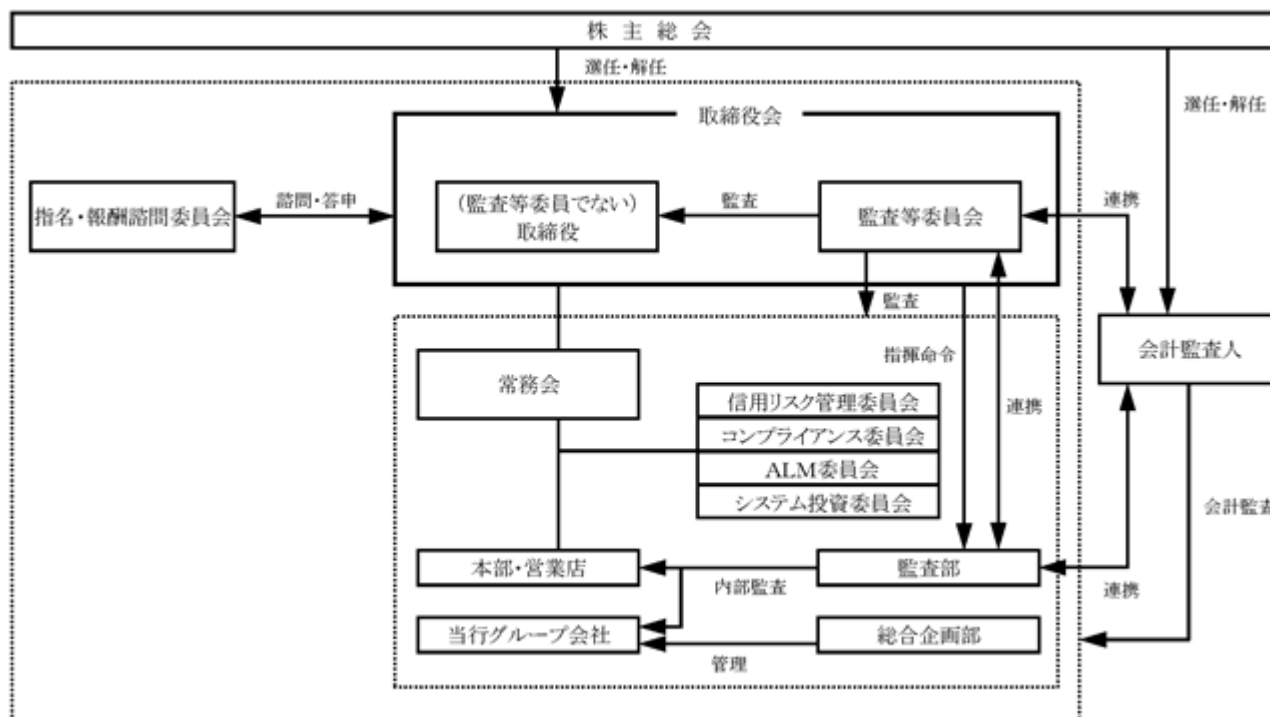 株主総会
選任・解任
選任・解任
取締役会
指名・報酬諮問委員会
諮問・答申
(監査等委員でない)
取締役
監査
監査等委員会
連携
監査
指揮命令
連携
会計監査人
常務会
信用リスク管理委員会
コンプライアンス委員会
ALM委員会
システム投資委員会
会計監査
本部・営業店
内部監査
監査部
連携
当行グループ会社
管理
総合企画部